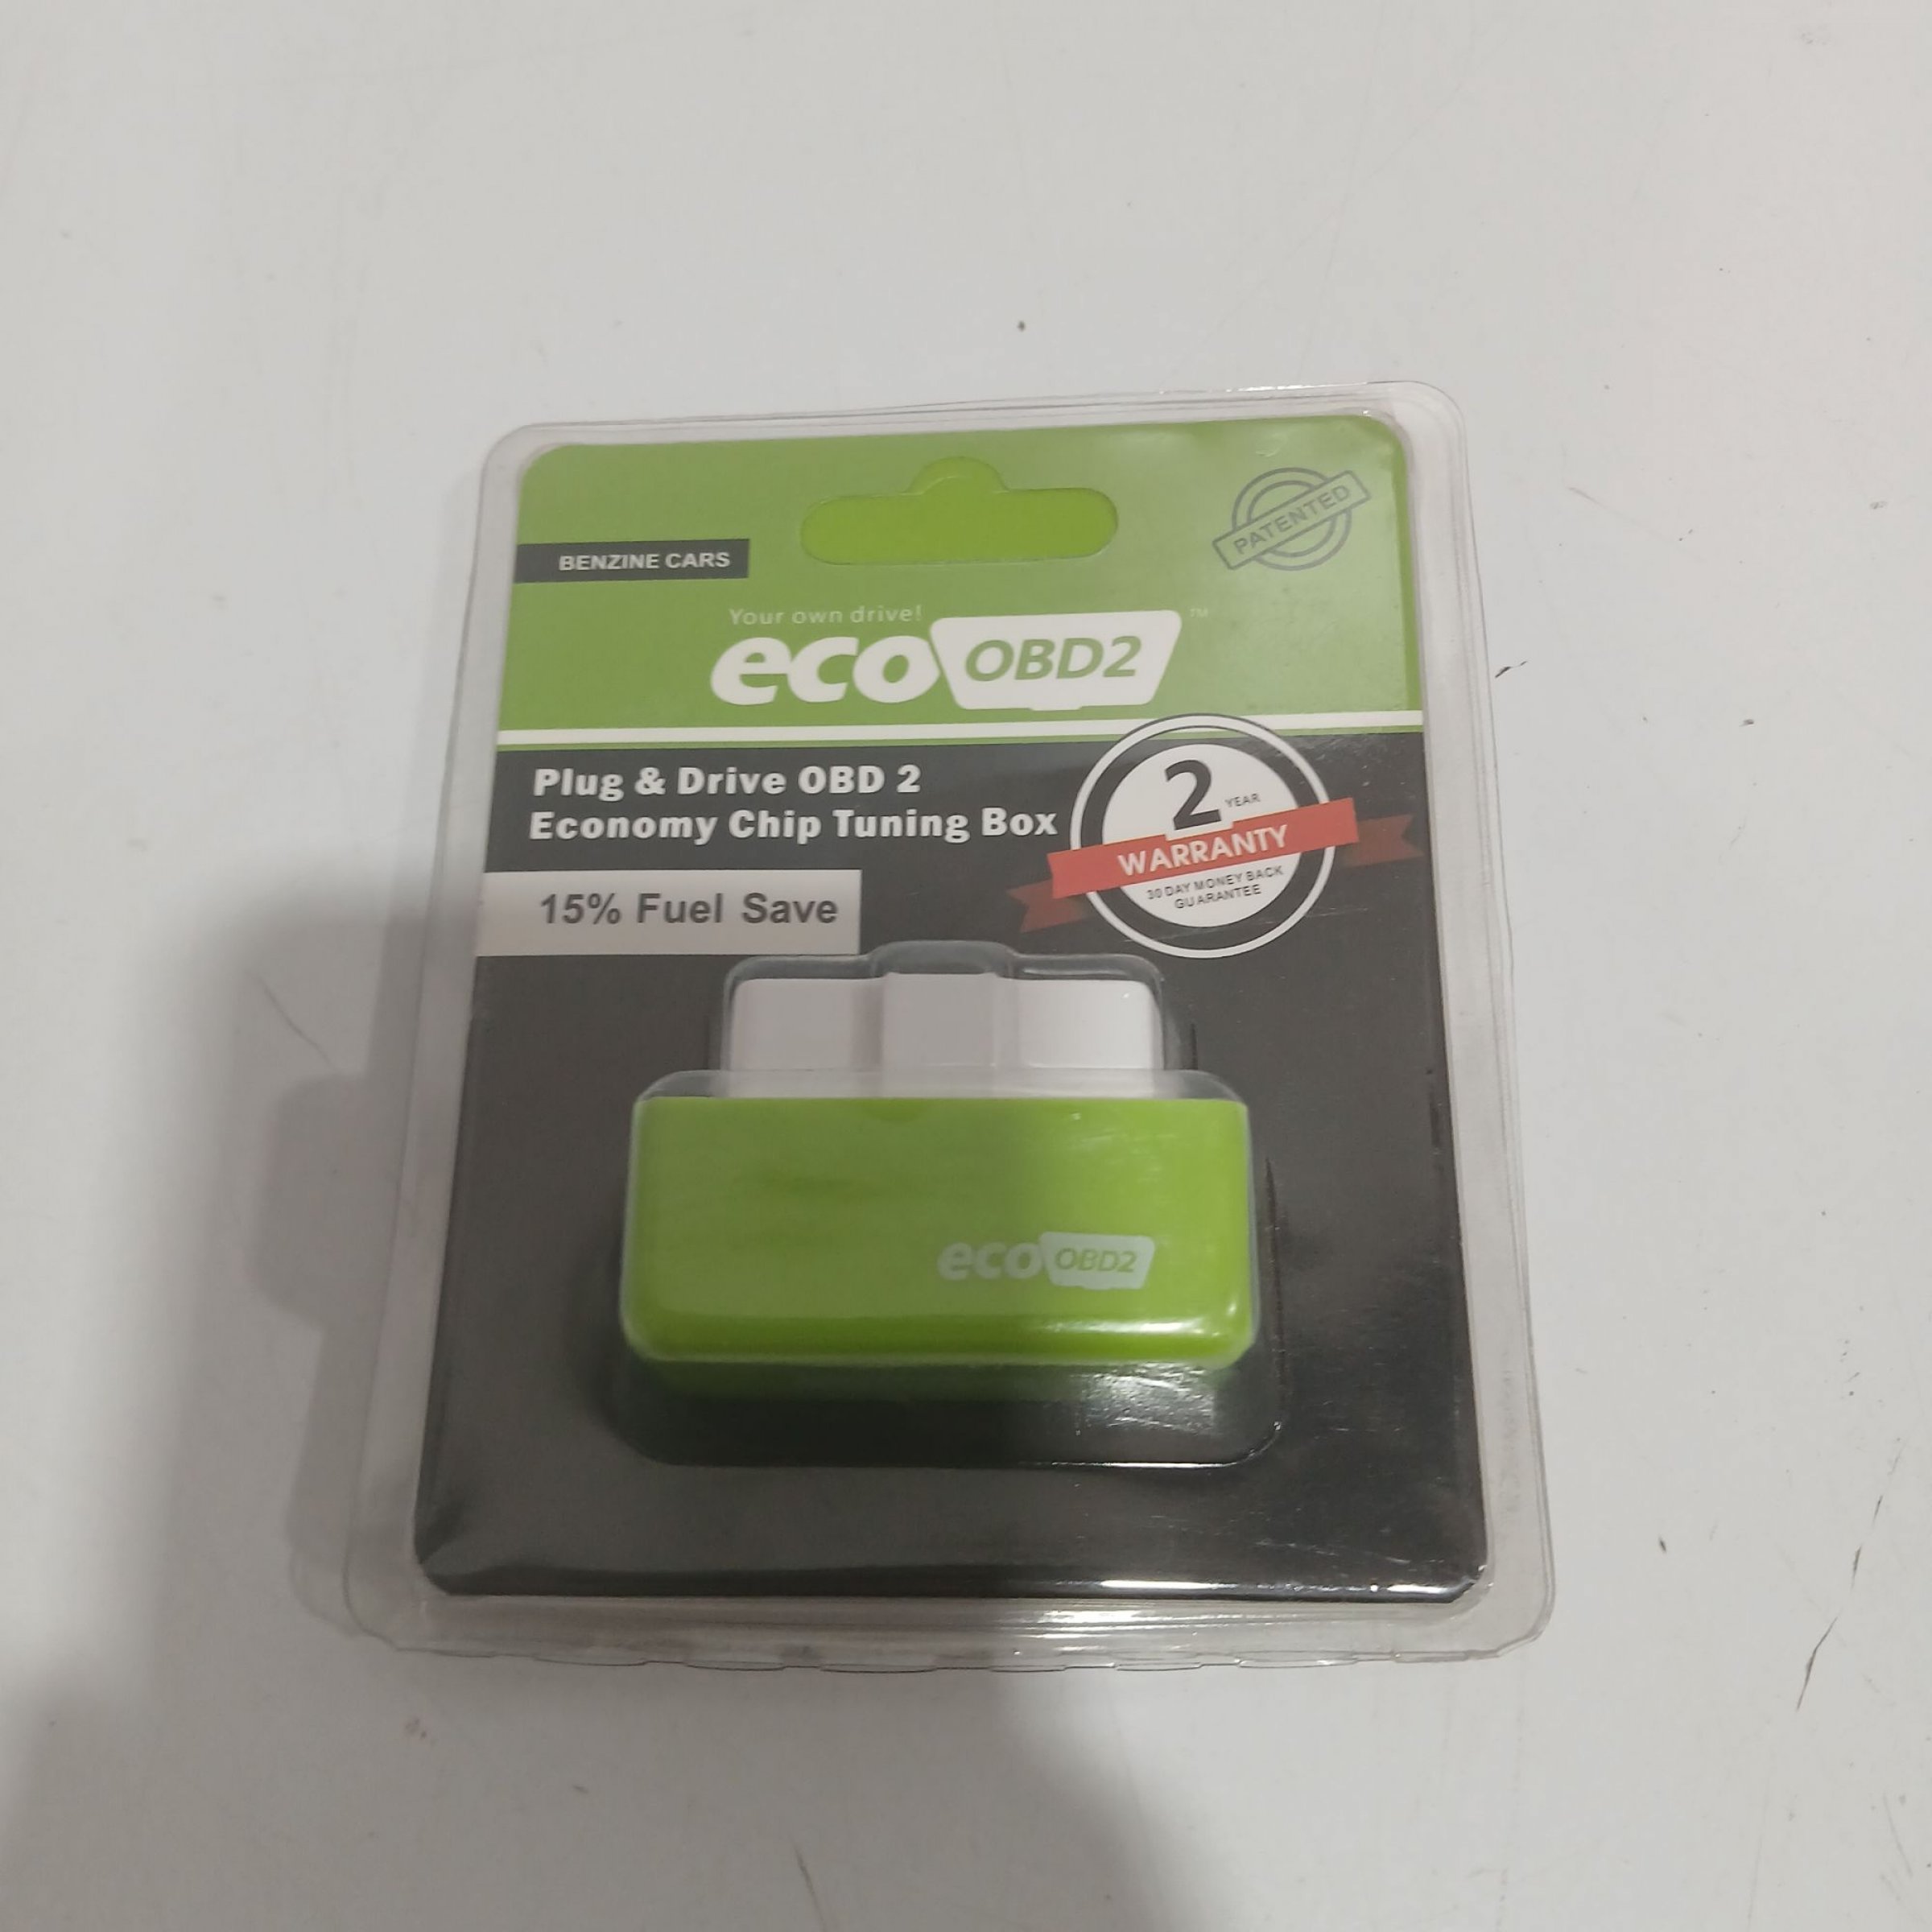 PATENTED
BENZINE CARS
Your own drive!
eco OBD2 ™
Plug & Drive OBD 2
Economy Chip Tuning Box
2 YEAR
WARRANTY
30 DAY MONEY BACK
GUARANTEE
15% Fuel Save
eco OBD2